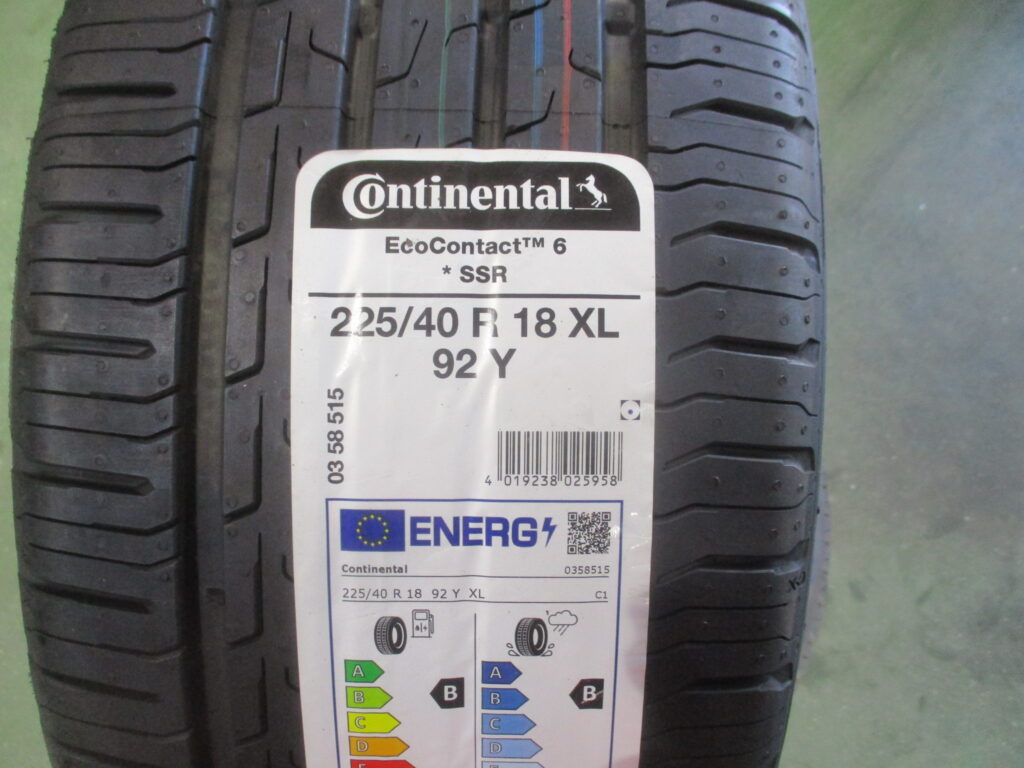 Continental
EcoContact™ 6
* SSR
225/40 R 18 XL
92 Y
03 58 515
4 019238 025958
ENERG
Continental 0358515
225/40 R 18 92 Y XL C1
A A
B B B B
C C
D D
E E